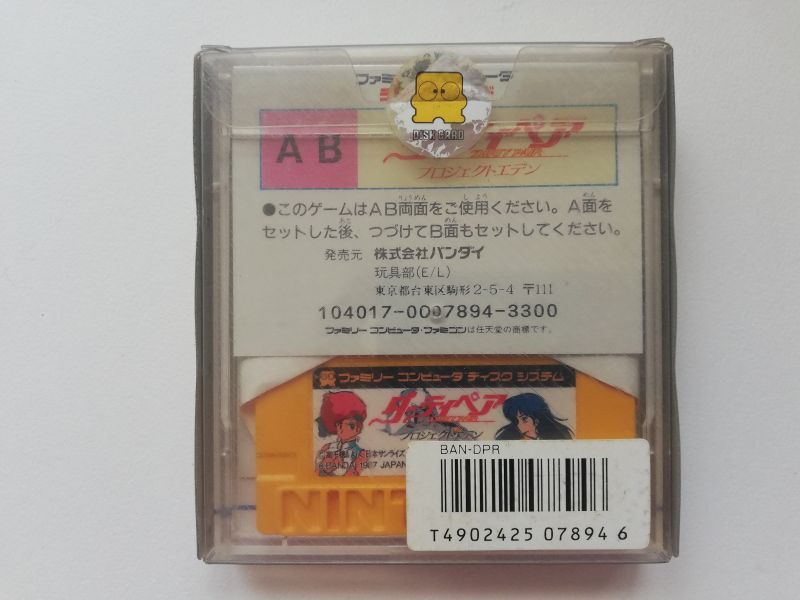 ファミリーコンピュータ
DISK GRAD
AB
プロジェクトエデン
●このゲームはAB両面をご使用ください。A面を
セットした後、つづけてB面もセットしてください。
発売元 株式会社バンダイ
玩具部(E/L)
東京都台東区駒形2-5-4 〒111
104017-0007894-3300
ファミリーコンピュータ・ファミコンは任天堂の商標です。
ファミリー コンピュータ ディスク システム
ダーティペア
プロジェクトエデン
日本サンライズ
BANDAI 1987 JAPAN
NINT
BAN-DPR
T4902425 07894 6